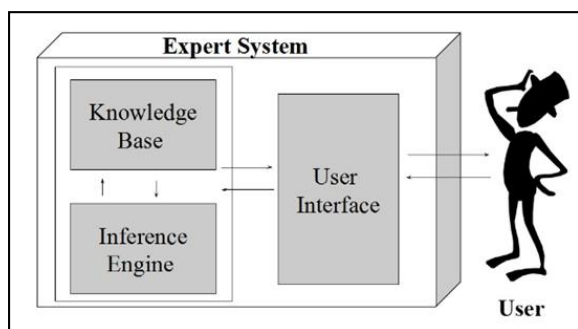 Expert System
Knowledge
Base
User
Interface
Inference
Engine
User